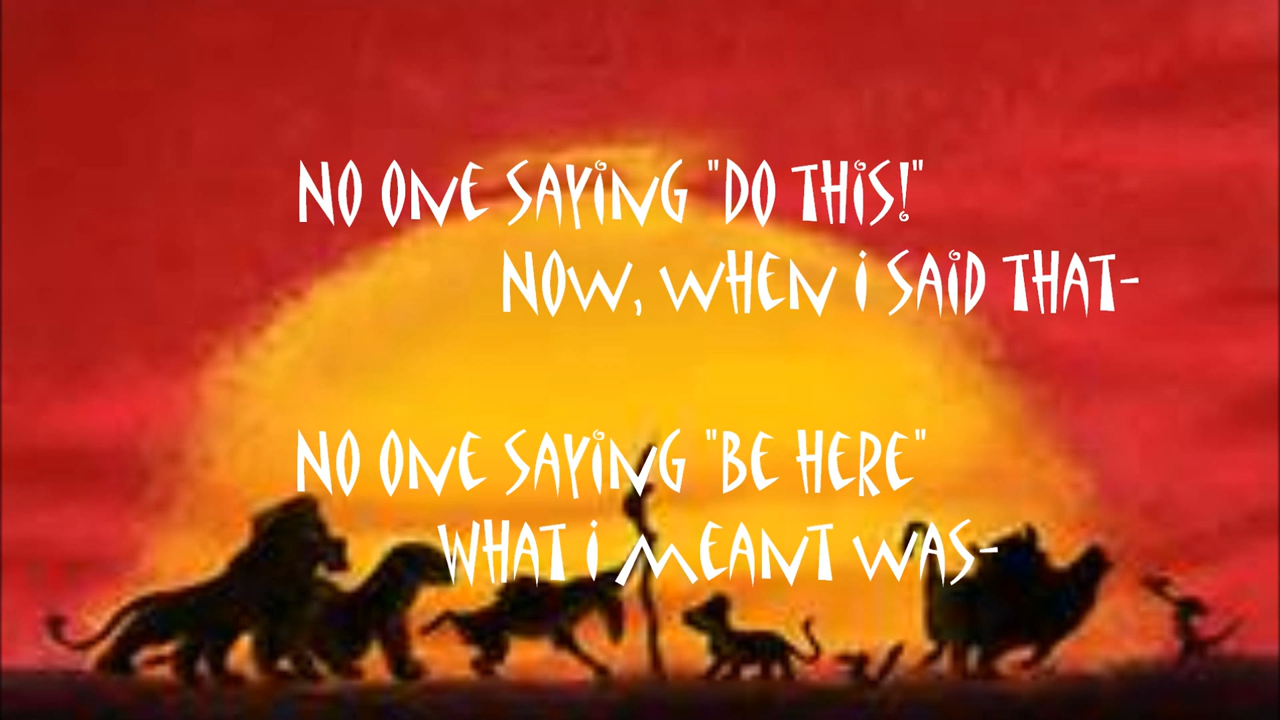 NO ONE SAYING "DO THIS!"
NOW, WHEN I SAID THAT-
NO ONE SAYING "BE HERE"
WHAT I MEANT WAS-